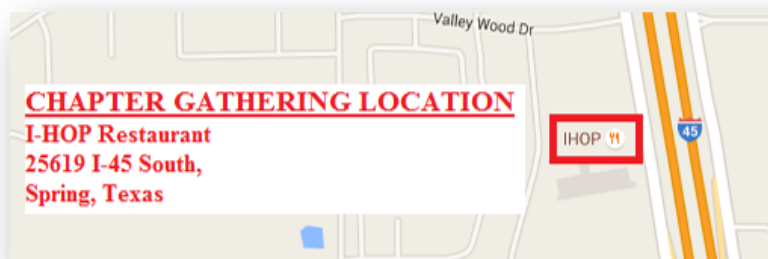 Valley Wood Dr
CHAPTER GATHERING LOCATION
I-HOP Restaurant
25619 I-45 South,
Spring, Texas
IHOP
45